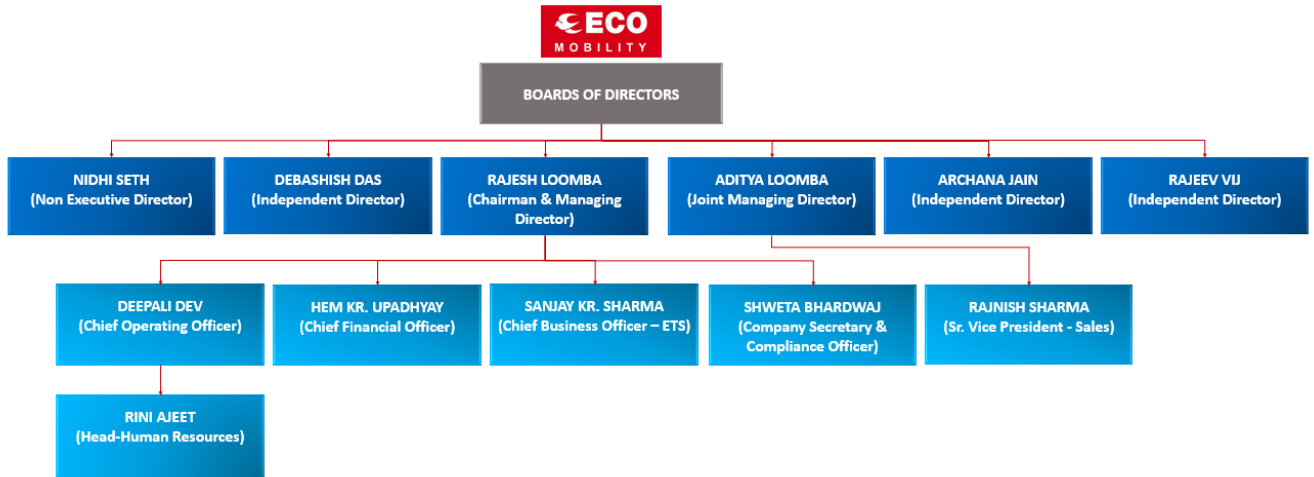 ECO
MOBILITY
BOARDS OF DIRECTORS
NIDHI SETH
(Non Executive Director)
DEBASHISH DAS
(Independent Director)
RAJESH LOOMBA
(Chairman & Managing
Director)
ADITYA LOOMBA
(Joint Managing Director)
ARCHANA JAIN
(Independent Director)
RAJEEV VIJ
(Independent Director)
DEEPALI DEV
(Chief Operating Officer)
HEM KR. UPADHYAY
(Chief Financial Officer)
SANJAY KR. SHARMA
(Chief Business Officer – ETS)
SHWETA BHARDWAJ
(Company Secretary &
Compliance Officer)
RAJNISH SHARMA
(Sr. Vice President - Sales)
RINI AJEET
(Head-Human Resources)